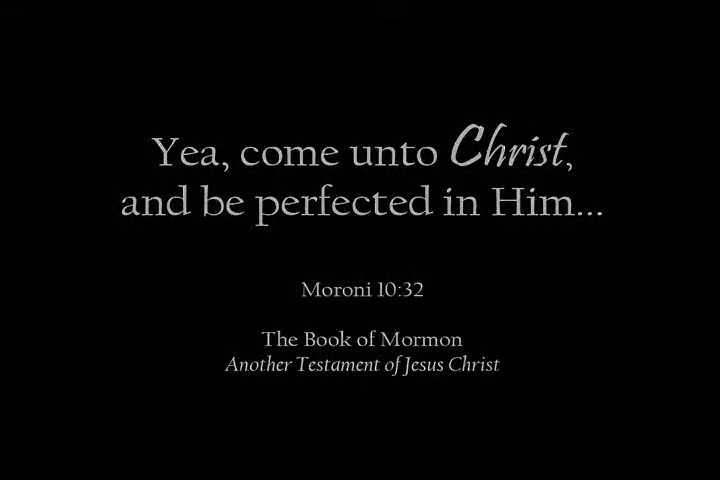 Yea, come unto Christ,
and be perfected in Him...
Moroni 10:32
The Book of Mormon
Another Testament of Jesus Christ